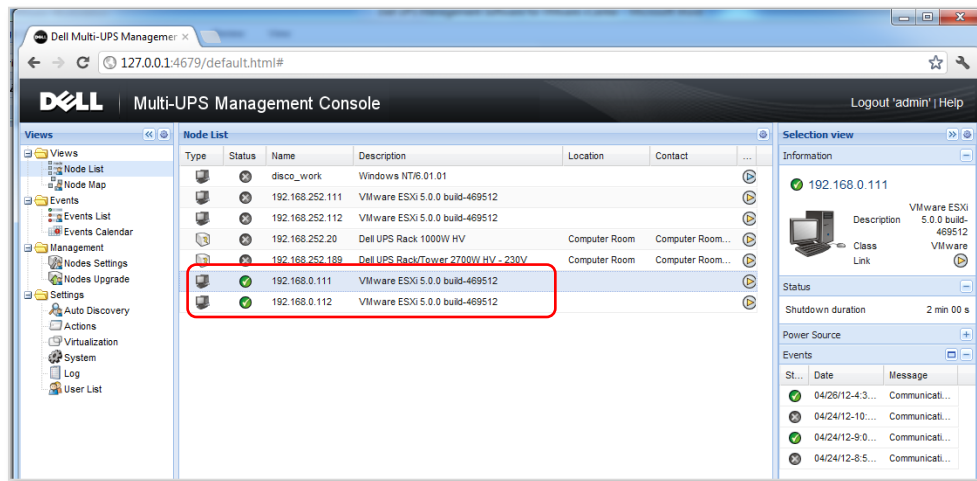 Dell Multi-UPS Managemer
127.0.0.1:4679/default.html#
DELL Multi-UPS Management Console
Logout 'admin' | Help
Views
Views
Node List
Node Map
Events
Events List
Events Calendar
Management
Nodes Settings
Nodes Upgrade
Settings
Auto Discovery
Actions
Virtualization
System
Log
User List
Node List
Type Status Name Description Location Contact ...
disco_work Windows NT/6.01.01
192.168.252.111 VMware ESXi 5.0.0 build-469512
192.168.252.112 VMware ESXi 5.0.0 build-469512
192.168.252.20 Dell UPS Rack 1000W HV Computer Room Computer Room...
192.168.252.189 Dell UPS Rack/Tower 2700W HV - 230V Computer Room Computer Room...
192.168.0.111 VMware ESXi 5.0.0 build-469512
192.168.0.112 VMware ESXi 5.0.0 build-469512
Selection view
Information
192.168.0.111
Description VMware ESXi
5.0.0 build-
469512
Class VMware
Link
Status
Shutdown duration 2 min 00 s
Power Source
Events
St... Date Message
04/26/12-4:3... Communicati...
04/24/12-10:... Communicati...
04/24/12-9:0... Communicati...
04/24/12-8:5... Communicati...